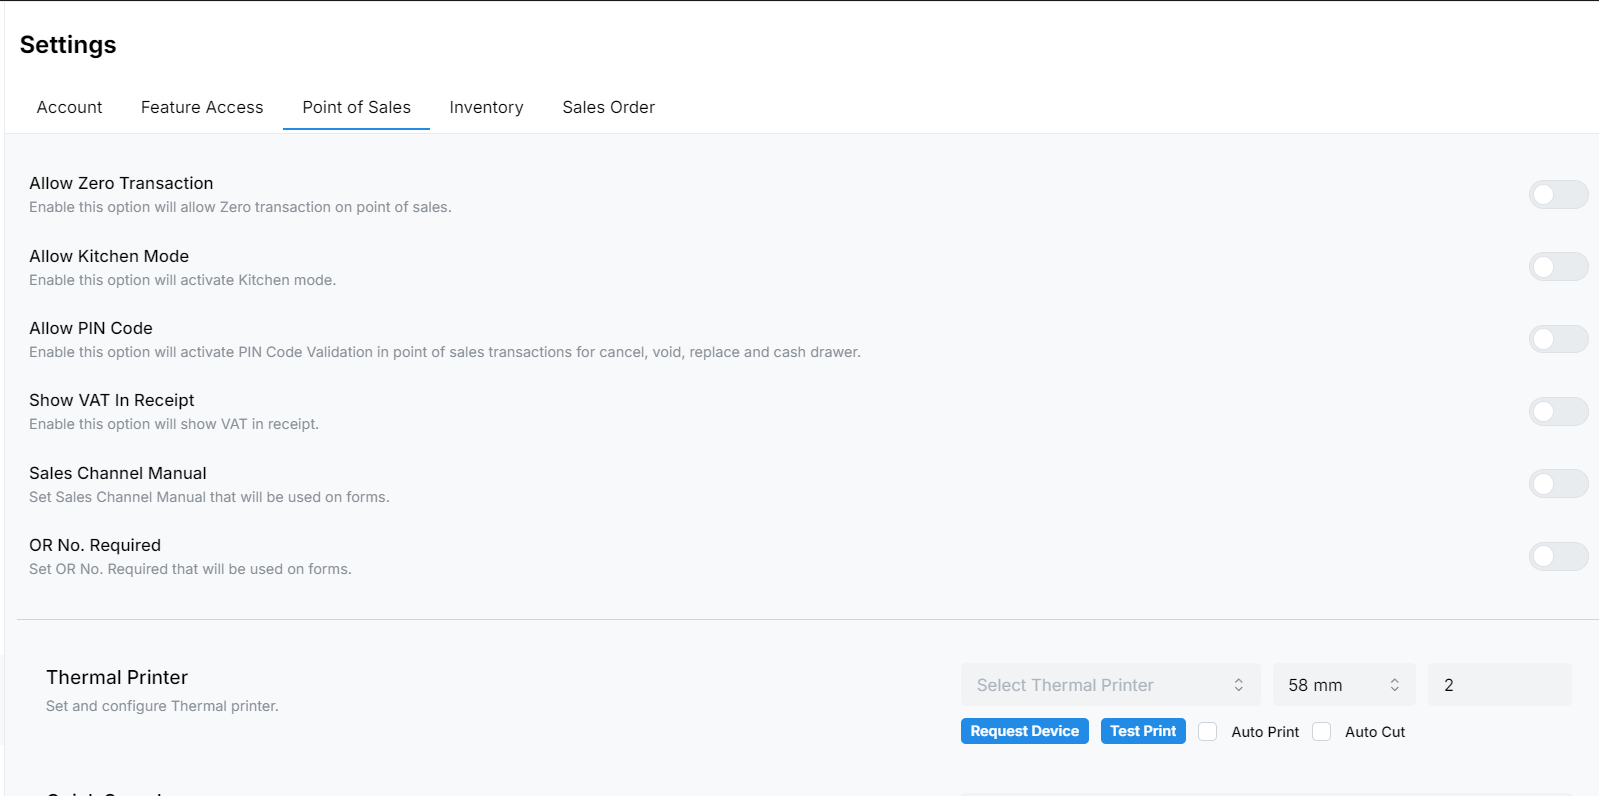 Settings
Account Feature Access Point of Sales Inventory Sales Order
Allow Zero Transaction
Enable this option will allow Zero transaction on point of sales.
Allow Kitchen Mode
Enable this option will activate Kitchen mode.
Allow PIN Code
Enable this option will activate PIN Code Validation in point of sales transactions for cancel, void, replace and cash drawer.
Show VAT In Receipt
Enable this option will show VAT in receipt.
Sales Channel Manual
Set Sales Channel Manual that will be used on forms.
OR No. Required
Set OR No. Required that will be used on forms.
Thermal Printer
Set and configure Thermal printer.
Select Thermal Printer 58 mm 2
Request Device Test Print Auto Print Auto Cut